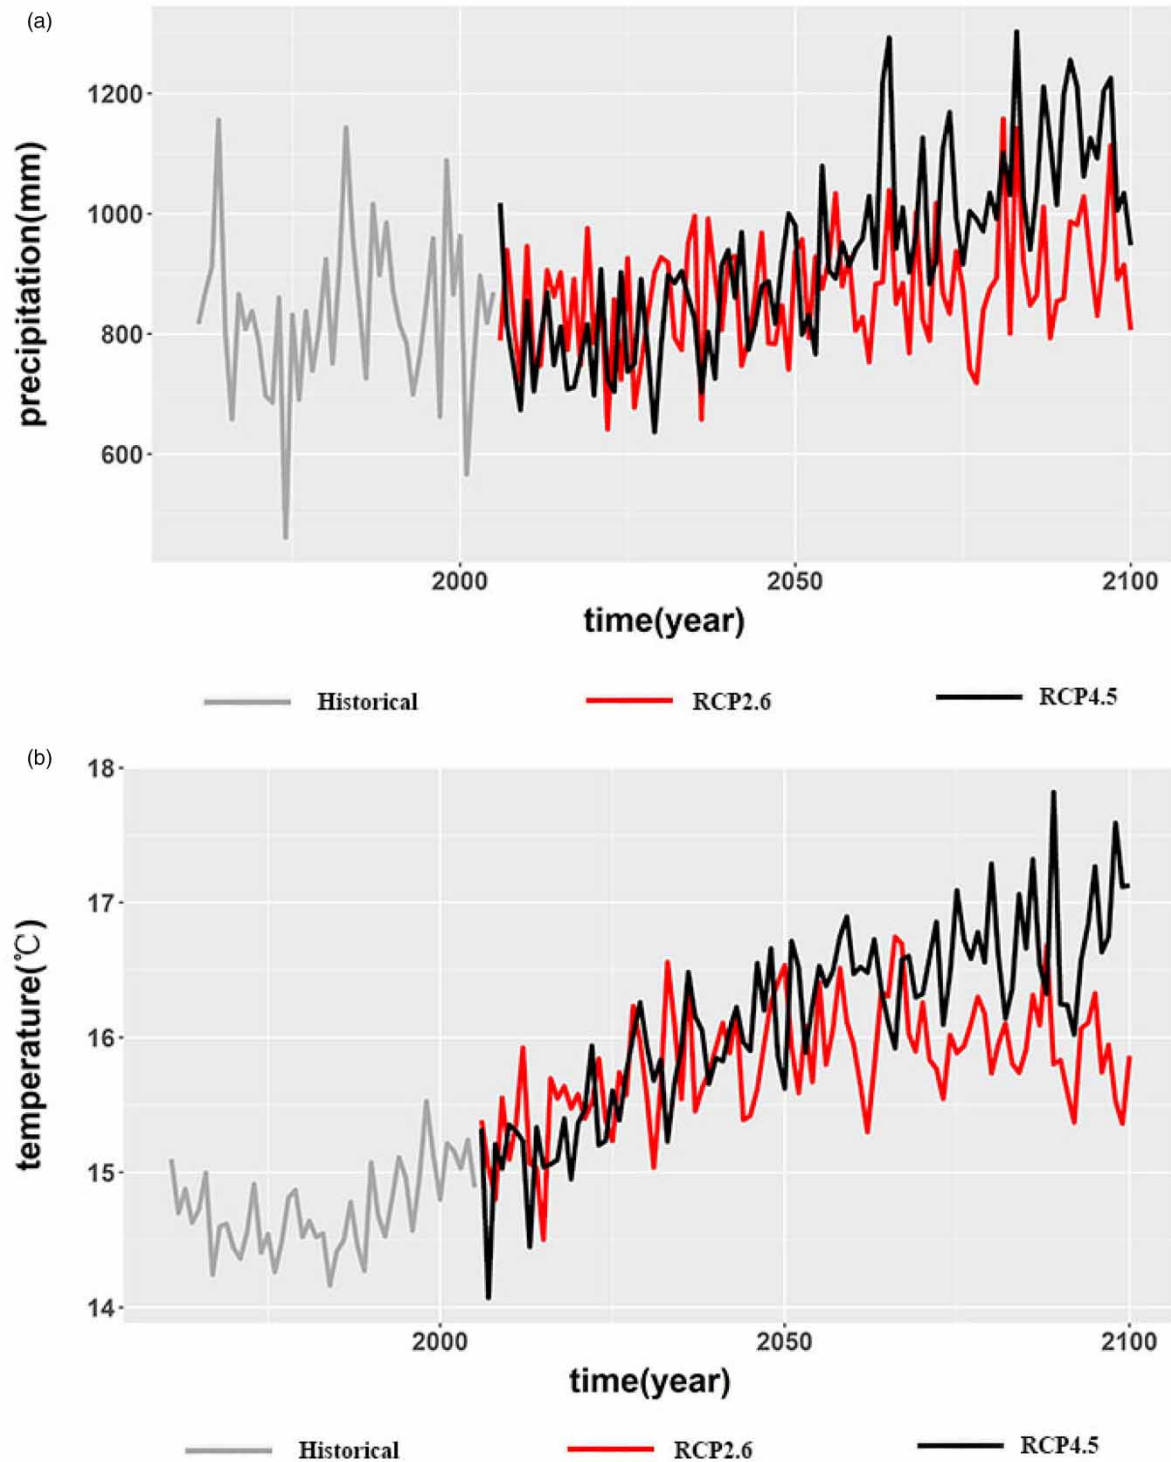 (a)
precipitation(mm)
1200
1000
800
600
2000 2050 2100
time(year)
Historical RCP2.6 RCP4.5
(b)
temperature(℃)
18
17
16
15
14
2000 2050 2100
time(year)
Historical RCP2.6 RCP4.5